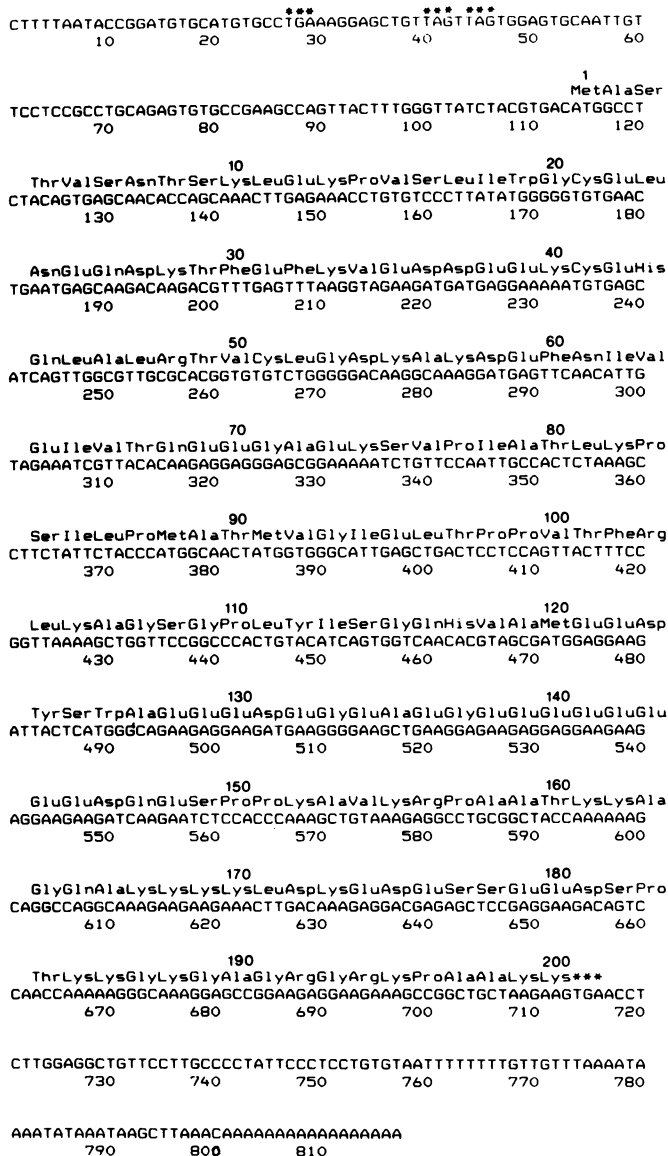 *** *** ***
CTTTTAATACCGGATGTGCATGTGCCTGAAAGGAGCTGTTAGTTAGTGGAGTGCAATTGT
10 20 30 40 50 60
1
MetAlaSer
TCCTCCGCCTGCAGAGTGTGCCGAAGCCAGTTACTTTGGGTTATCTACGTGACATGGCCT
70 80 90 100 110 120
10 20
ThrValSerAsnThrSerLysLeuGluLysProValSerLeuIleTrpGlyCysGluLeu
CTACAGTGAGCAACACCAGCAAACTTGAGAAACCTGTGTCCCTTATATGGGGGTGTGAAC
130 140 150 160 170 180
30 40
AsnGluGlnAspLysThrPheGluPheLysValGluAspAspGluGluLysCysGluHis
TGAATGAGCAAGACAAGACGTTTGAGTTTAAGGTAGAAGATGATGAGGAAAAATGTGAGC
190 200 210 220 230 240
50 60
GlnLeuAlaLeuArgThrValCysLeuGlyAspLysAlaLysAspGluPheAsnIleVal
ATCAGTTGGCGTTGCGCACGGTGTGTCTGGGGGACAAGGCAAAGGATGAGTTCAACATTG
250 260 270 280 290 300
70 80
GluIleValThrGlnGluGluGlyAlaGluLysSerValProIleAlaThrLeuLysPro
TAGAAATCGTTACACAAGAGGAGGGAGCGGAAAAATCTGTTCCAATTGCCACTCTAAAGC
310 320 330 340 350 360
90 100
SerIleLeuProMetAlaThrMetValGlyIleGluLeuThrProProValThrPheArg
CTTCTATTCTACCCATGGCAACTATGGTGGGCATTGAGCTGACTCCTCCAGTTACTTTCC
370 380 390 400 410 420
110 120
LeuLysAlaGlySerGlyProLeuTyrIleSerGlyGlnHisValAlaMetGluGluAsp
GGTTAAAAGCTGGTTCCGGCCCACTGTACATCAGTGGTCAACACGTAGCGATGGAGGAAG
430 440 450 460 470 480
130 140
TyrSerTrpAlaGluGluGluAspGluGlyGluAlaGluGlyGluGluGluGluGluGlu
ATTACTCATGGGCAGAAGAGGAAGATGAAGGGGAAGCTGAAGGAGAAGAGGAGGAAGAAG
490 500 510 520 530 540
150 160
GluGluAspGlnGluSerProProLysAlaValLysArgProAlaAlaThrLysLysAla
AGGAAGAAGATCAAGAATCTCCACCCAAAGCTGTAAAGAGGCCTGCGGCTACCAAAAAAG
550 560 570 580 590 600
170 180
GlyGlnAlaLysLysLysLysLeuAspLysGluAspGluSerSerGluGluAspSerPro
CAGGCCAGGCAAAGAAGAAGAAACTTGACAAAGAGGACGAGAGCTCCGAGGAAGACAGTC
610 620 630 640 650 660
190 200
ThrLysLysGlyLysGlyAlaGlyArgGlyArgLysProAlaAlaLysLys***
CAACCAAAAAGGGCAAAGGAGCCGGAAGAGGAAGAAAGCCGGCTGCTAAGAAGTGAACCT
670 680 690 700 710 720
CTTGGAGGCTGTTCCTTGCCCCTATTCCCTCCTGTGTAATTTTTTTTGTTGTTTAAAATA
730 740 750 760 770 780
AAATATAAATAAGCTTAAACAAAAAAAAAAAAAAAAAA
790 800 810